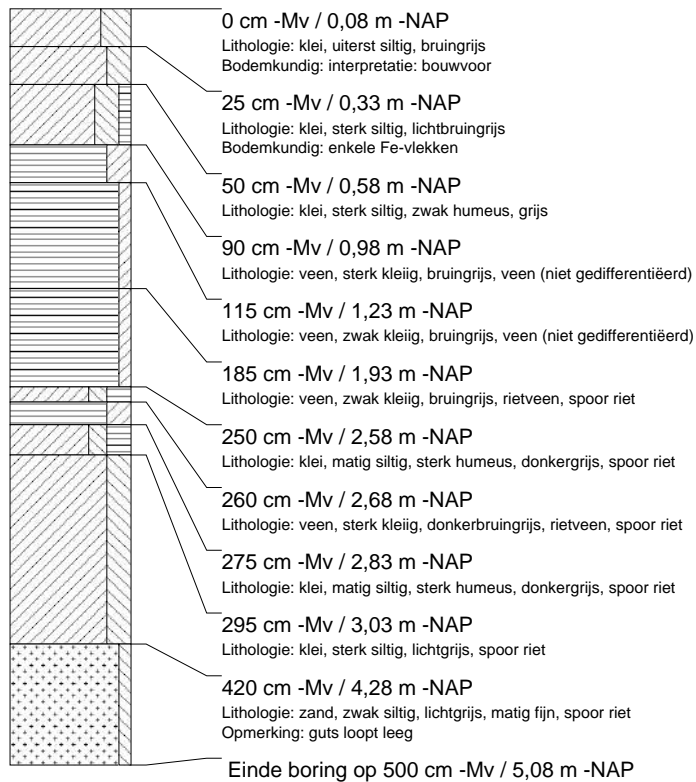 0 cm -Mv / 0,08 m -NAP
Lithologie: klei, uiterst siltig, bruingrijs
Bodemkundig: interpretatie: bouwvoor
25 cm -Mv / 0,33 m -NAP
Lithologie: klei, sterk siltig, lichtbruingrijs
Bodemkundig: enkele Fe-vlekken
50 cm -Mv / 0,58 m -NAP
Lithologie: klei, sterk siltig, zwak humeus, grijs
90 cm -Mv / 0,98 m -NAP
Lithologie: veen, sterk kleiig, bruingrijs, veen (niet gedifferentiëerd)
115 cm -Mv / 1,23 m -NAP
Lithologie: veen, zwak kleiig, bruingrijs, veen (niet gedifferentiëerd)
185 cm -Mv / 1,93 m -NAP
Lithologie: veen, zwak kleiig, bruingrijs, rietveen, spoor riet
250 cm -Mv / 2,58 m -NAP
Lithologie: klei, matig siltig, sterk humeus, donkergrijs, spoor riet
260 cm -Mv / 2,68 m -NAP
Lithologie: veen, sterk kleiig, donkerbruingrijs, rietveen, spoor riet
275 cm -Mv / 2,83 m -NAP
Lithologie: klei, matig siltig, sterk humeus, donkergrijs, spoor riet
295 cm -Mv / 3,03 m -NAP
Lithologie: klei, sterk siltig, lichtgrijs, spoor riet
420 cm -Mv / 4,28 m -NAP
Lithologie: zand, zwak siltig, lichtgrijs, matig fijn, spoor riet
Opmerking: guts loopt leeg
Einde boring op 500 cm -Mv / 5,08 m -NAP